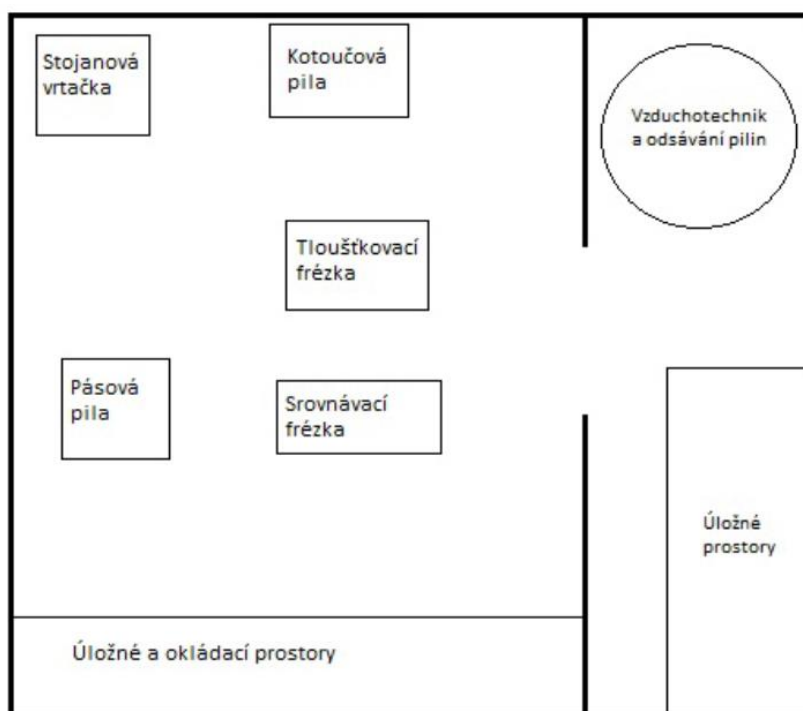 Stojanová
vrtačka
Kotoučová
pila
Vzduchotechnik
a odsávání pilin
Tloušťkovací
frézka
Pásová
pila
Srovnávací
frézka
Úložné
prostory
Úložné a okládací prostory